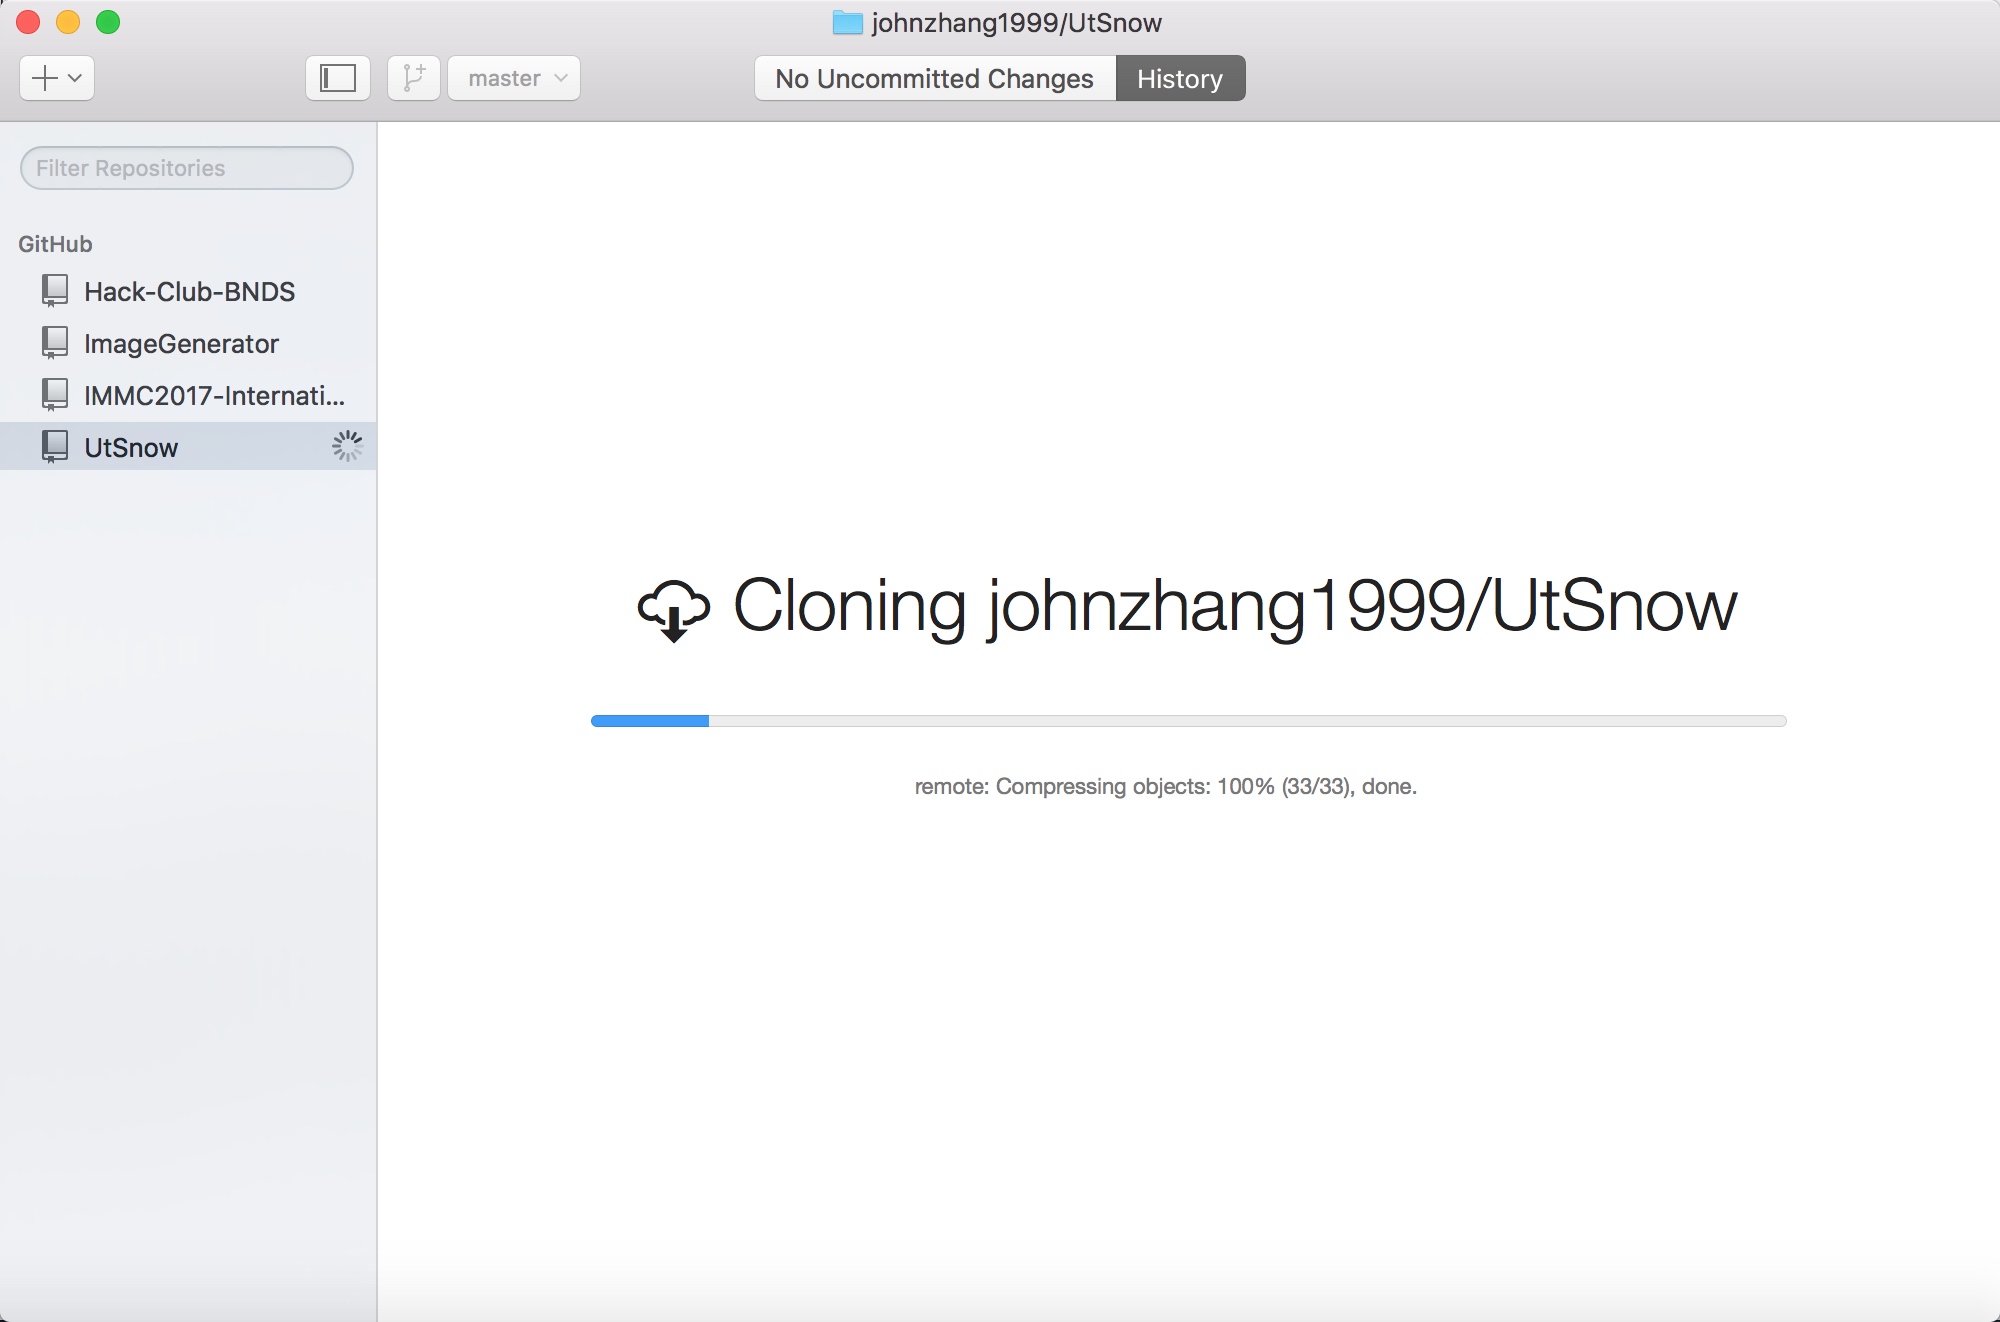 johnzhang1999/UtSnow
master
No Uncommitted Changes
History
Filter Repositories
GitHub
Hack-Club-BNDS
ImageGenerator
IMMC2017-Internati...
UtSnow
Cloning johnzhang1999/UtSnow
remote: Compressing objects: 100% (33/33), done.